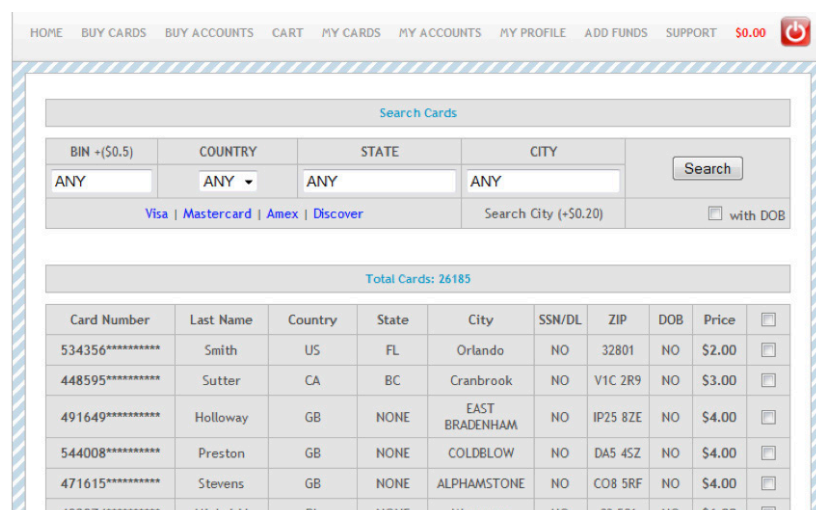 HOME BUY CARDS BUY ACCOUNTS CART MY CARDS MY ACCOUNTS MY PROFILE ADD FUNDS SUPPORT $0.00
Search Cards
BIN +($0.5) COUNTRY STATE CITY
ANY ANY ANY ANY Search
Visa | Mastercard | Amex | Discover Search City (+$0.20) with DOB
Total Cards: 26185
Card Number Last Name Country State City SSN/DL ZIP DOB Price
534356********** Smith US FL Orlando NO 32801 NO $2.00
448595********** Sutter CA BC Cranbrook NO V1C 2R9 NO $3.00
491649********** Holloway GB NONE EAST BRADENHAM NO IP25 8ZE NO $4.00
544008********** Preston GB NONE COLDBLOW NO DA5 4SZ NO $4.00
471615********** Stevens GB NONE ALPHAMSTONE NO CO8 5RF NO $4.00